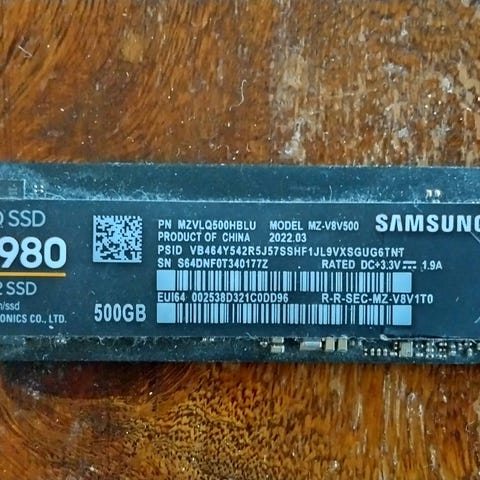 SSD
980
SSD
m/ssd
ONICS CO., LTD.
500GB
PN MZVLQ500HBLU MODEL MZ-V8V500
PRODUCT OF CHINA 2022.03
PSID VB464Y542R5J57SSHF1JL9VXSGUG6TNT
SN S64DNF0T340177Z RATED DC+3.3V 1.9A
EUI64 002538D321C0DD96 R-R-SEC-MZ-V8V1T0
SAMSUNG